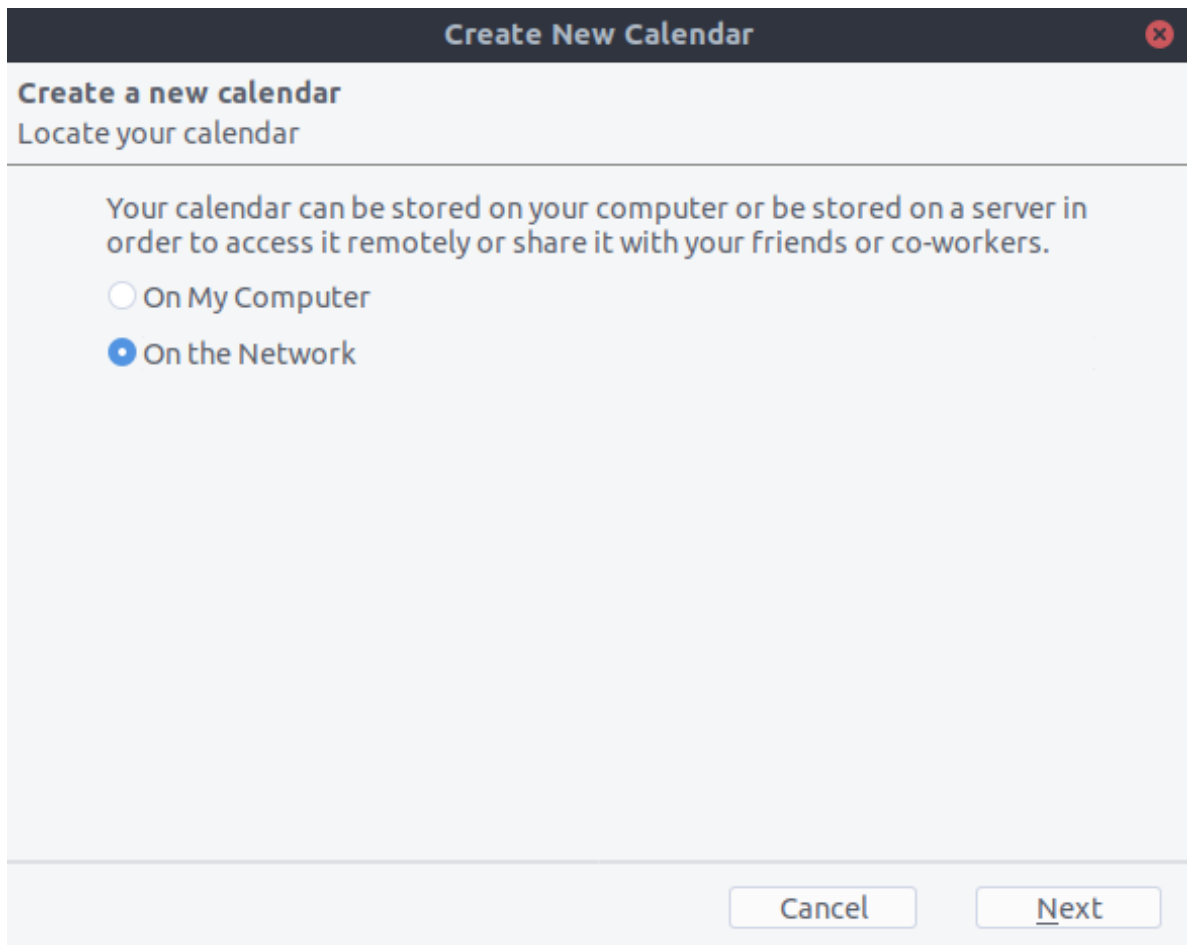 Create New Calendar
Create a new calendar
Locate your calendar
Your calendar can be stored on your computer or be stored on a server in
order to access it remotely or share it with your friends or co-workers.
On My Computer
On the Network
Cancel
Next